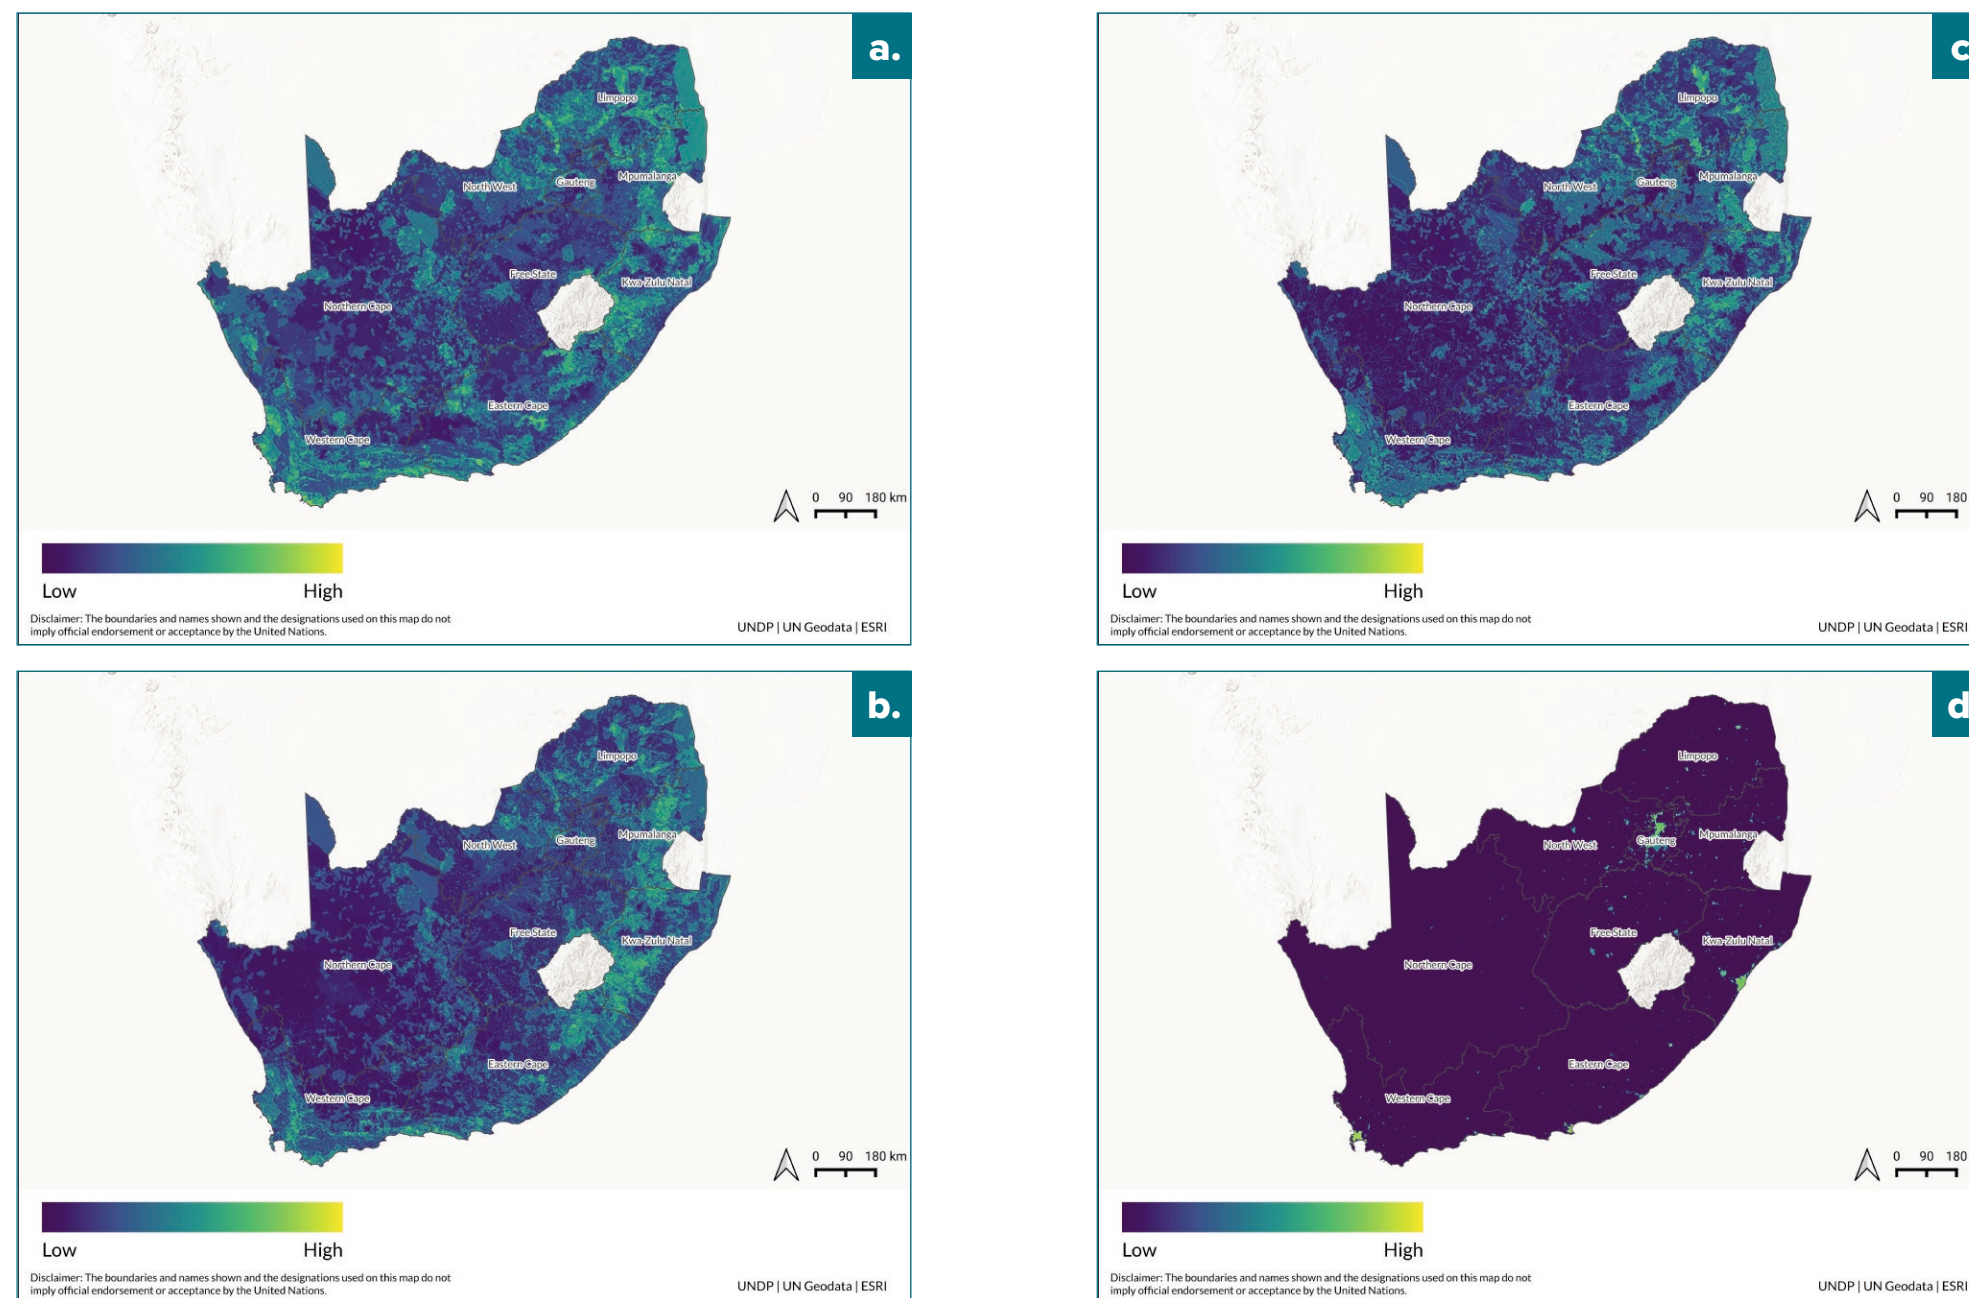 a.
Limpopo
North West
Gauteng
Mpumalanga
Free State
Kwa-Zulu Natal
Northern Cape
Eastern Cape
Western Cape
0 90 180 km
Low High
Disclaimer: The boundaries and names shown and the designations used on this map do not
imply official endorsement or acceptance by the United Nations.
UNDP | UN Geodata | ESRI
c
Limpopo
North West
Gauteng
Mpumalanga
Free State
Kwa-Zulu Natal
Northern Cape
Eastern Cape
Western Cape
0 90 180
Low High
Disclaimer: The boundaries and names shown and the designations used on this map do not
imply official endorsement or acceptance by the United Nations.
UNDP | UN Geodata | ESRI
b.
Limpopo
North West
Gauteng
Mpumalanga
Free State
Kwa-Zulu Natal
Northern Cape
Eastern Cape
Western Cape
0 90 180 km
Low High
Disclaimer: The boundaries and names shown and the designations used on this map do not
imply official endorsement or acceptance by the United Nations.
UNDP | UN Geodata | ESRI
d
Limpopo
North West
Gauteng
Mpumalanga
Free State
Kwa-Zulu Natal
Northern Cape
Eastern Cape
Western Cape
0 90 180
Low High
Disclaimer: The boundaries and names shown and the designations used on this map do not
imply official endorsement or acceptance by the United Nations.
UNDP | UN Geodata | ESRI